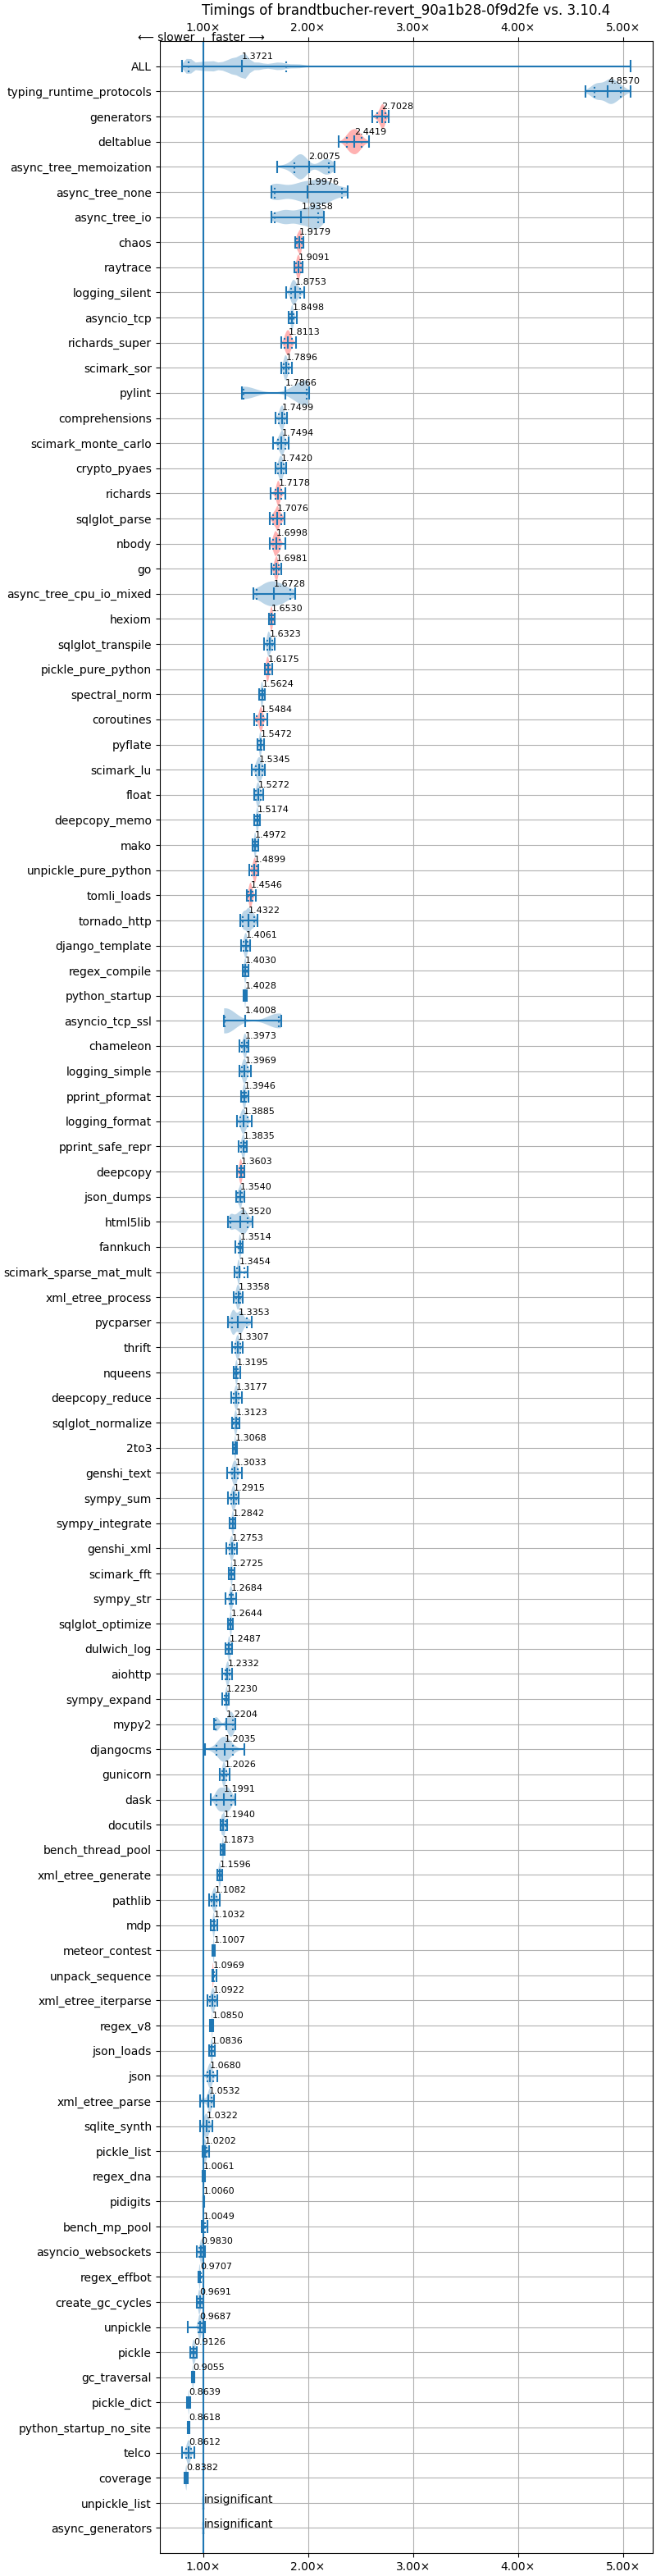 Timings of brandtbucher-revert_90a1b28-0f9d2fe vs. 3.10.4
1.00× 2.00× 3.00× 4.00× 5.00×
⟵ slower faster ⟶
ALL 1.3721
typing_runtime_protocols 4.8570
generators 2.7028
deltablue 2.4419
async_tree_memoization 2.0075
async_tree_none 1.9976
async_tree_io 1.9358
chaos 1.9179
raytrace 1.9091
logging_silent 1.8753
asyncio_tcp 1.8498
richards_super 1.8113
scimark_sor 1.7896
pylint 1.7866
comprehensions 1.7499
scimark_monte_carlo 1.7494
crypto_pyaes 1.7420
richards 1.7178
sqlglot_parse 1.7076
nbody 1.6998
go 1.6981
async_tree_cpu_io_mixed 1.6728
hexiom 1.6530
sqlglot_transpile 1.6323
pickle_pure_python 1.6175
spectral_norm 1.5624
coroutines 1.5484
pyflate 1.5472
scimark_lu 1.5345
float 1.5272
deepcopy_memo 1.5174
mako 1.4972
unpickle_pure_python 1.4899
tomli_loads 1.4546
tornado_http 1.4322
django_template 1.4061
regex_compile 1.4030
python_startup 1.4028
asyncio_tcp_ssl 1.4008
chameleon 1.3973
logging_simple 1.3969
pprint_pformat 1.3946
logging_format 1.3885
pprint_safe_repr 1.3835
deepcopy 1.3603
json_dumps 1.3540
html5lib 1.3520
fannkuch 1.3514
scimark_sparse_mat_mult 1.3454
xml_etree_process 1.3358
pycparser 1.3353
thrift 1.3307
nqueens 1.3195
deepcopy_reduce 1.3177
sqlglot_normalize 1.3123
2to3 1.3068
genshi_text 1.3033
sympy_sum 1.2915
sympy_integrate 1.2842
genshi_xml 1.2753
scimark_fft 1.2725
sympy_str 1.2684
sqlglot_optimize 1.2644
dulwich_log 1.2487
aiohttp 1.2332
sympy_expand 1.2230
mypy2 1.2204
djangocms 1.2035
gunicorn 1.2026
dask 1.1991
docutils 1.1940
bench_thread_pool 1.1873
xml_etree_generate 1.1596
pathlib 1.1082
mdp 1.1032
meteor_contest 1.1007
unpack_sequence 1.0969
xml_etree_iterparse 1.0922
regex_v8 1.0850
json_loads 1.0836
json 1.0680
xml_etree_parse 1.0532
sqlite_synth 1.0322
pickle_list 1.0202
regex_dna 1.0061
pidigits 1.0060
bench_mp_pool 1.0049
asyncio_websockets 0.9830
regex_effbot 0.9707
create_gc_cycles 0.9691
unpickle 0.9687
pickle 0.9126
gc_traversal 0.9055
pickle_dict 0.8639
python_startup_no_site 0.8618
telco 0.8612
coverage 0.8382
unpickle_list insignificant
async_generators insignificant
1.00× 2.00× 3.00× 4.00× 5.00×